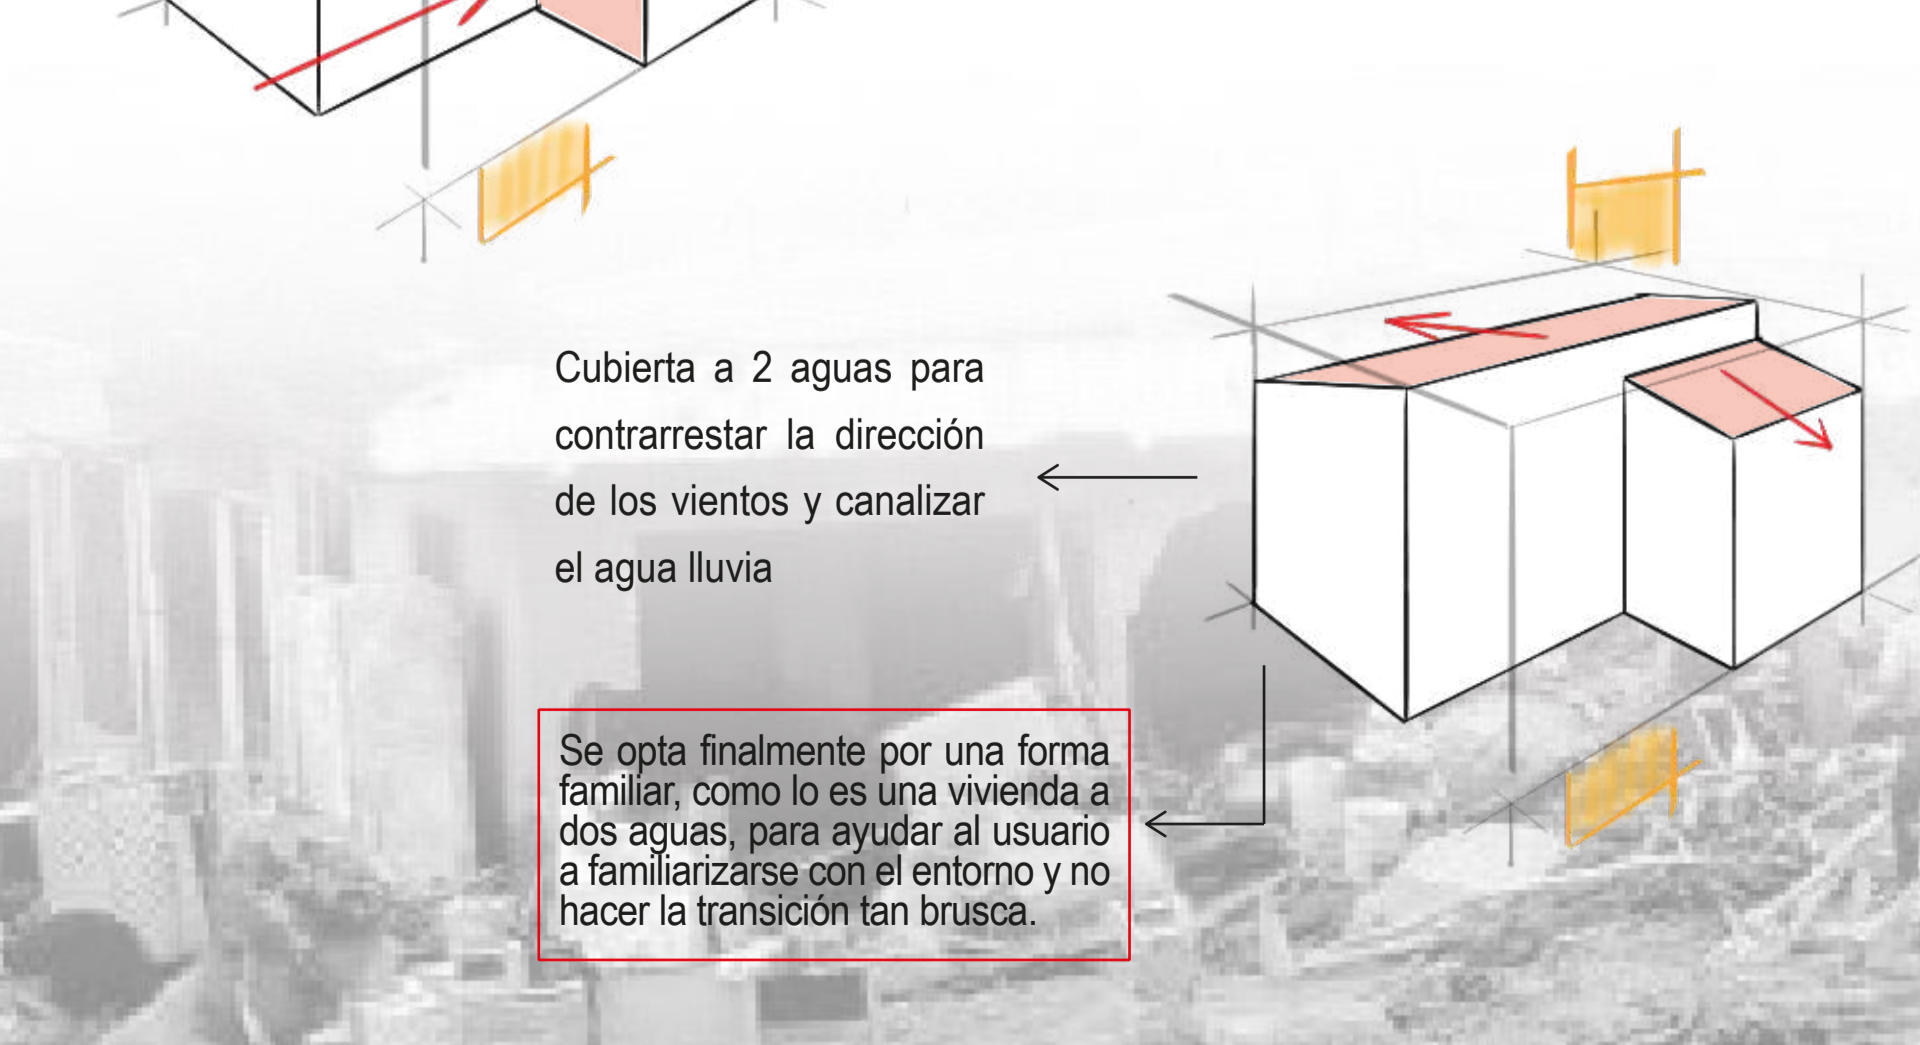 Cubierta a 2 aguas para
contrarrestar la dirección
de los vientos y canalizar
el agua lluvia
Se opta finalmente por una forma
familiar, como lo es una vivienda a
dos aguas, para ayudar al usuario
a familiarizarse con el entorno y no
hacer la transición tan brusca.